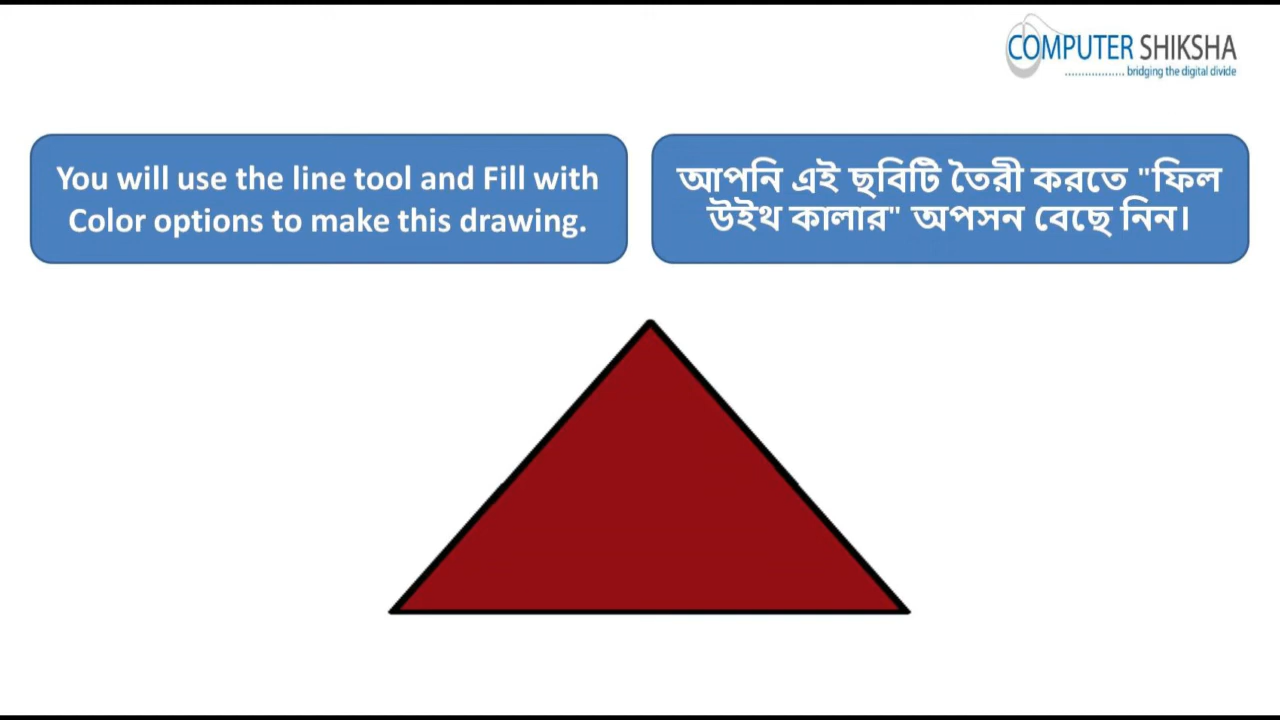 COMPUTER SHIKSHA
.................. bridging the digital divide
You will use the line tool and Fill with
Color options to make this drawing.
আপনি এই ছবিটি তৈরী করতে "ফিল
উইথ কালার" অপসন বেছে নিন।